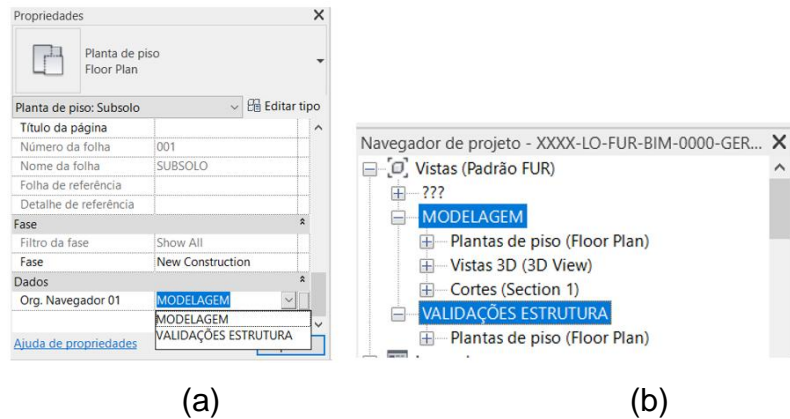 Propriedades X
Planta de piso
Floor Plan
Planta de piso: Subsolo Editar tipo
Título da página
Número da folha 001
Nome da folha SUBSOLO
Folha de referência
Detalhe de referência
Fase
Filtro da fase Show All
Fase New Construction
Dados
Org. Navegador 01 MODELAGEM
MODELAGEM
VALIDAÇÕES ESTRUTURA
Ajuda de propriedades
(a)
Navegador de projeto - XXXX-LO-FUR-BIM-0000-GER... X
Vistas (Padrão FUR)
???
MODELAGEM
Plantas de piso (Floor Plan)
Vistas 3D (3D View)
Cortes (Section 1)
VALIDAÇÕES ESTRUTURA
Plantas de piso (Floor Plan)
(b)